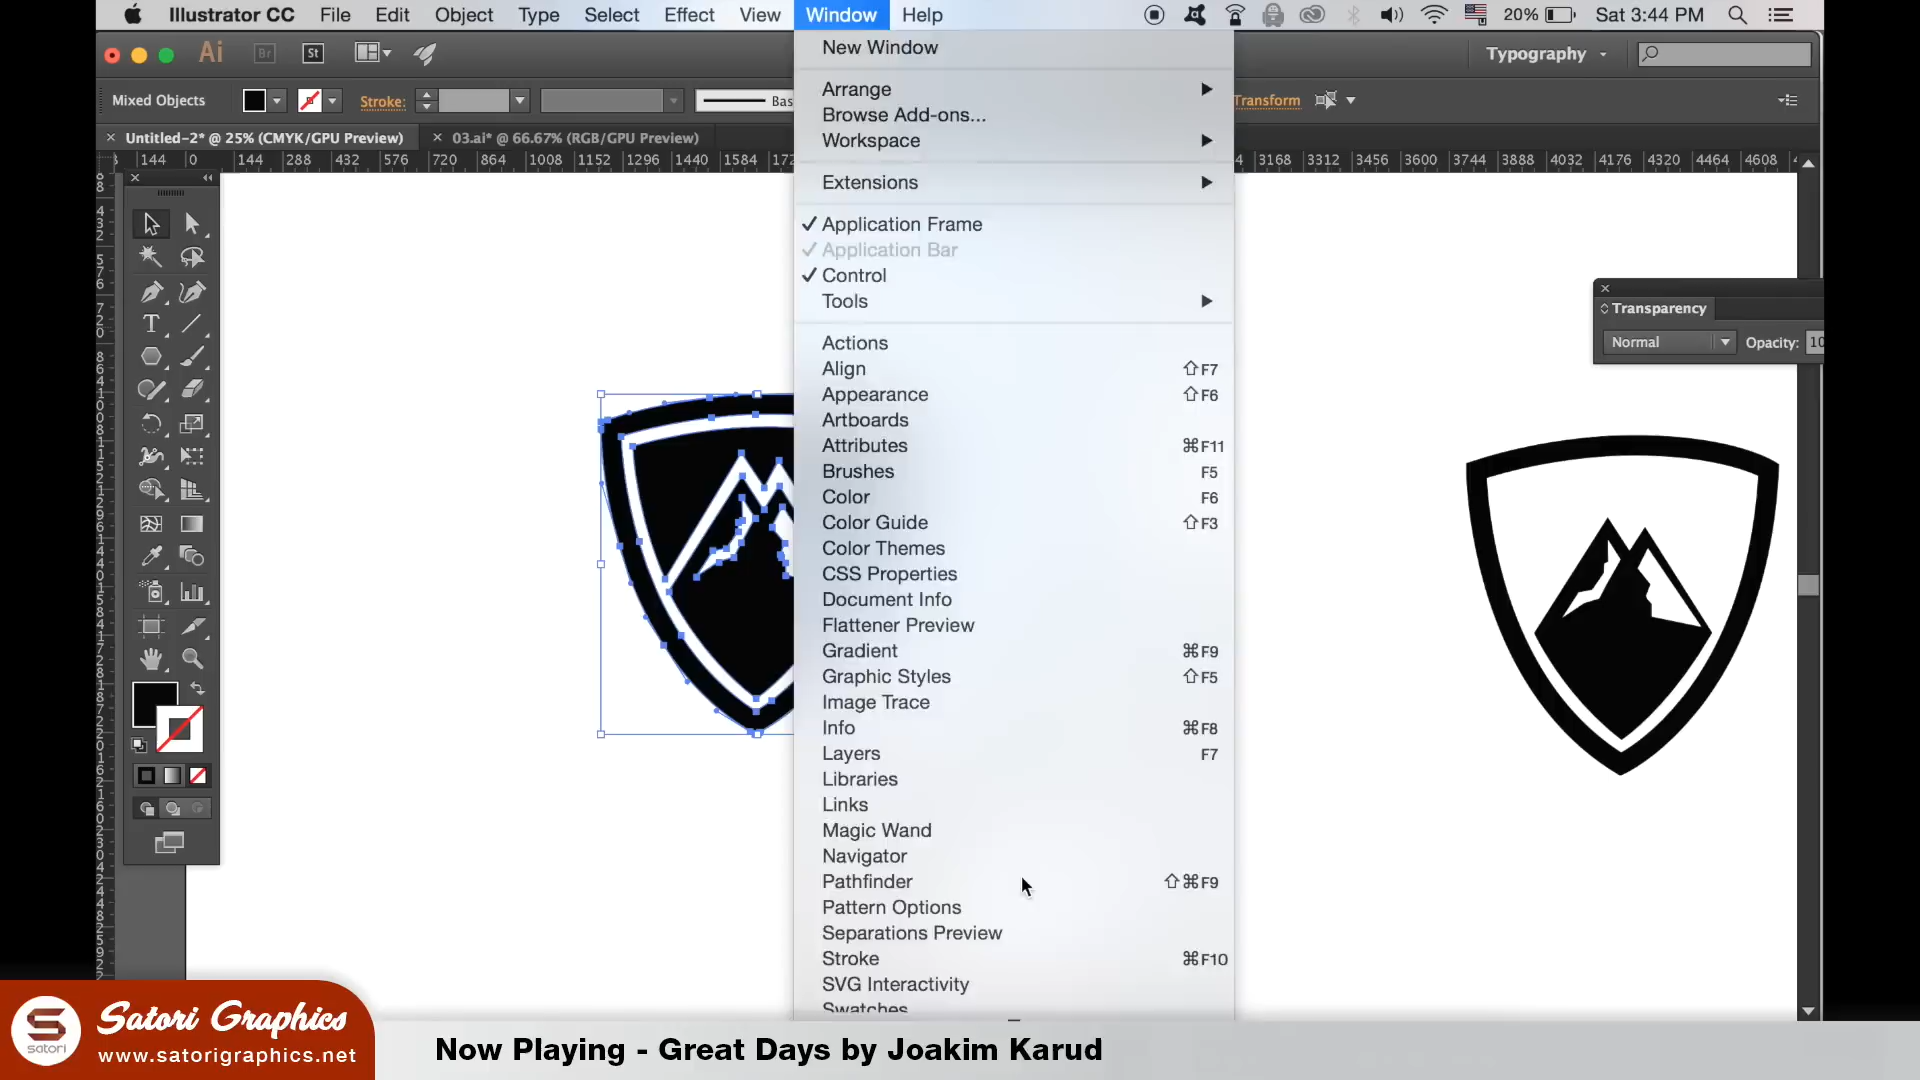 Illustrator CC File Edit Object Type Select Effect View Window Help 20% Sat 3:44 PM
Ai Br St Typography
Mixed Objects Stroke: Bas Transform
Untitled-2* @ 25% (CMYK/GPU Preview) 03.ai* @ 66.67% (RGB/GPU Preview)
144 0 144 288 432 576 720 864 1008 1152 1296 1440 1584 172 3168 3312 3456 3600 3744 3888 4032 4176 4320 4464 4608
New Window
Arrange
Browse Add-ons...
Workspace
Extensions
Application Frame
Application Bar
Control
Tools
Actions
Align ⇧F7
Appearance ⇧F6
Artboards
Attributes ⌘F11
Brushes F5
Color F6
Color Guide ⇧F3
Color Themes
CSS Properties
Document Info
Flattener Preview
Gradient ⌘F9
Graphic Styles ⇧F5
Image Trace
Info ⌘F8
Layers F7
Libraries
Links
Magic Wand
Navigator
Pathfinder ⇧⌘F9
Pattern Options
Separations Preview
Stroke ⌘F10
SVG Interactivity
Swatches
Transparency
Normal Opacity: 10
Satori Graphics
satori
www.satorigraphics.net
Now Playing - Great Days by Joakim Karud